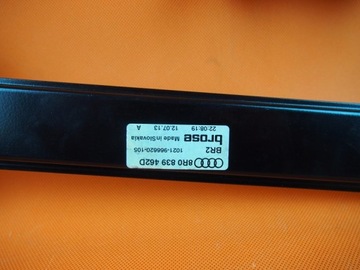 8R0 839 462D
BR2 1021-966620-105
brose Made in Slovakia
22:08:19 12.07.13 A